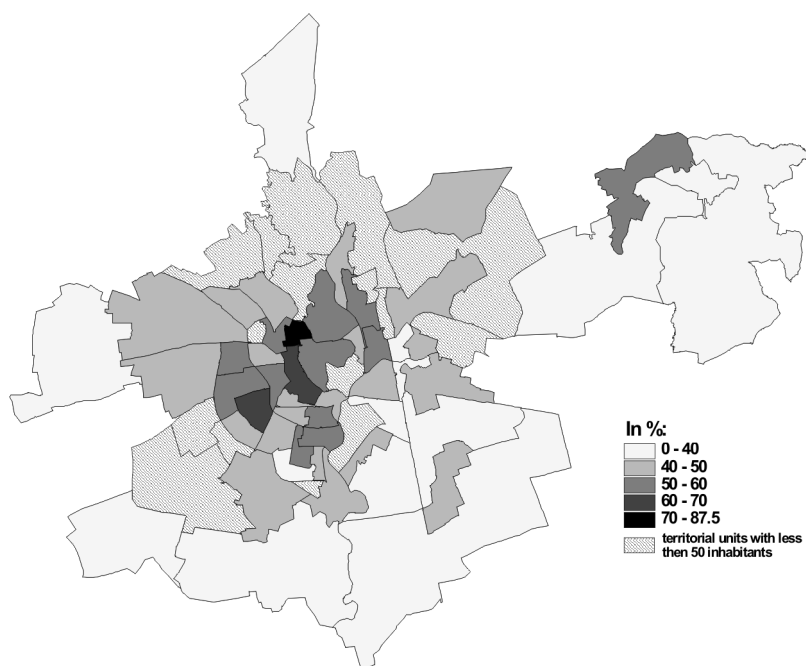 In %:
0 - 40
40 - 50
50 - 60
60 - 70
70 - 87.5
territorial units with less
then 50 inhabitants